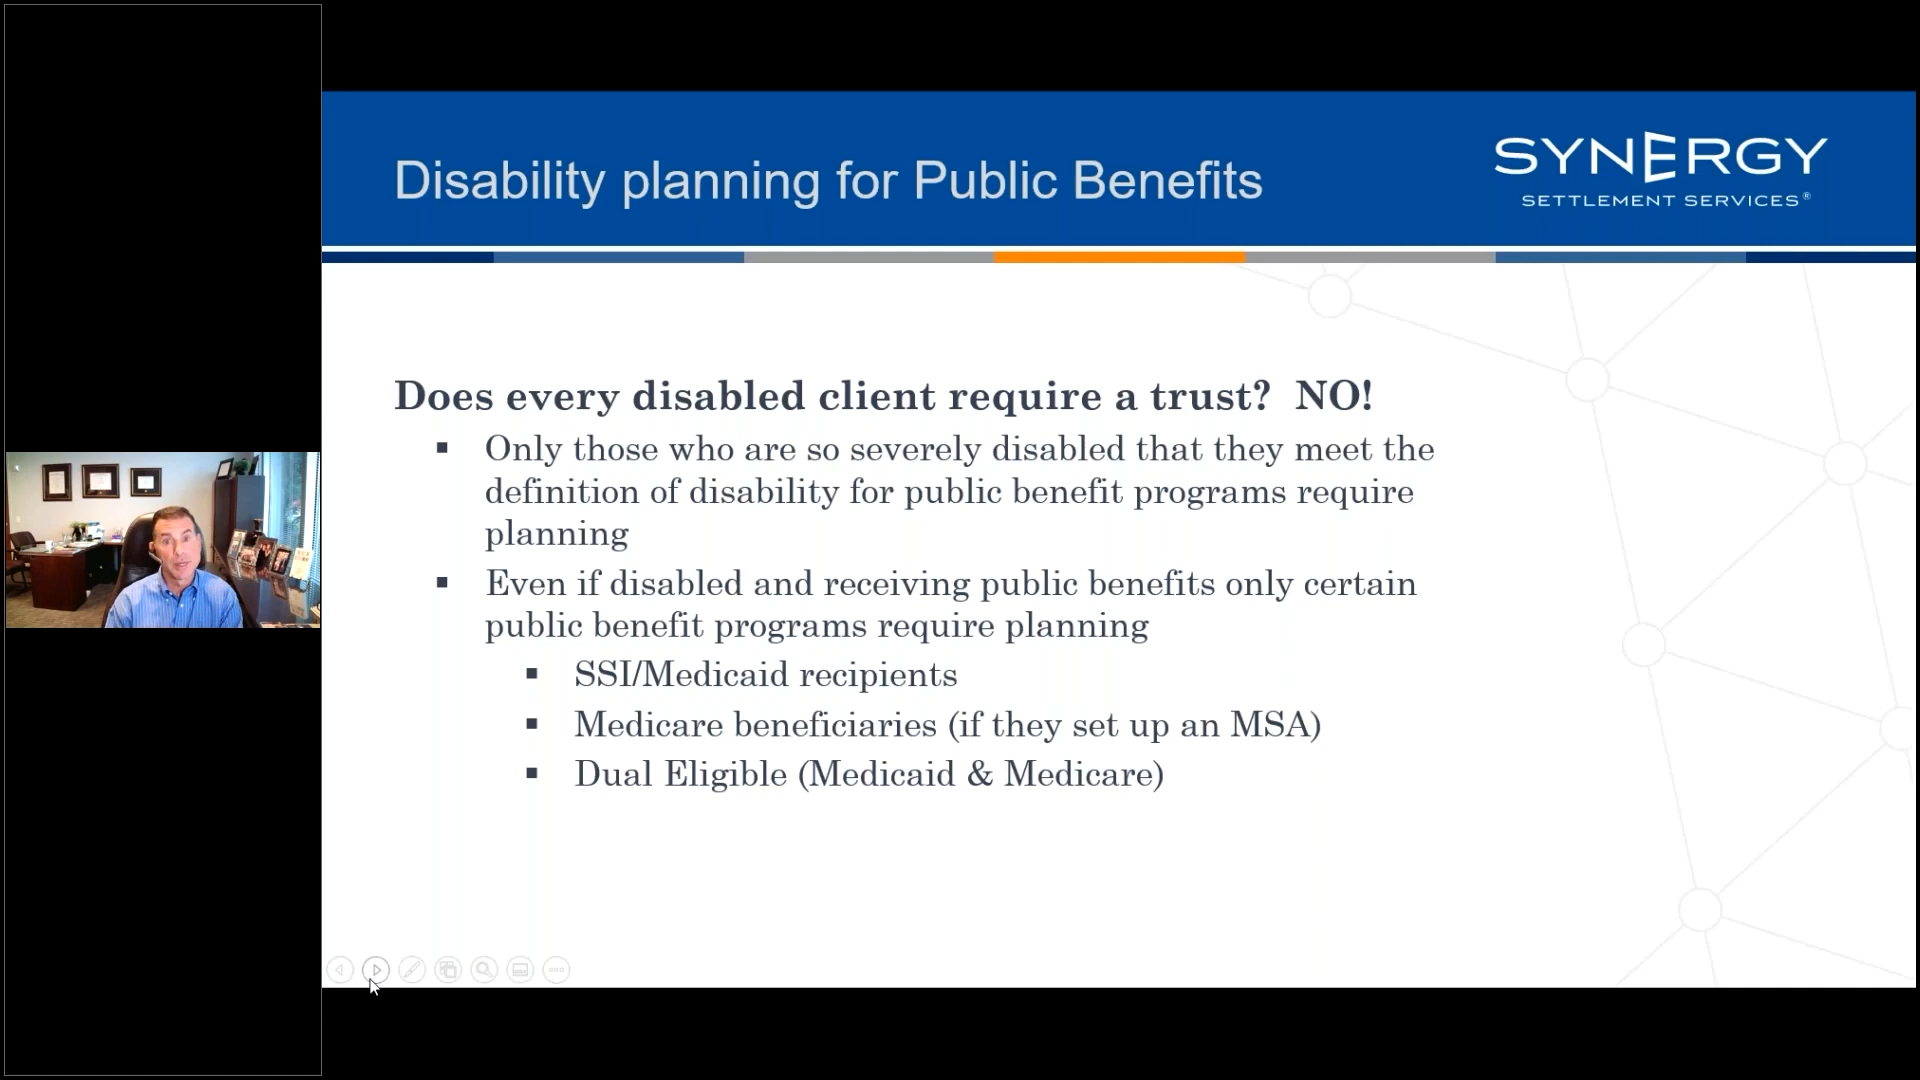 Disability planning for Public Benefits
SYNERGY
SETTLEMENT SERVICES®
Does every disabled client require a trust? NO!
▪ Only those who are so severely disabled that they meet the
definition of disability for public benefit programs require
planning
▪ Even if disabled and receiving public benefits only certain
public benefit programs require planning
▪ SSI/Medicaid recipients
▪ Medicare beneficiaries (if they set up an MSA)
▪ Dual Eligible (Medicaid & Medicare)